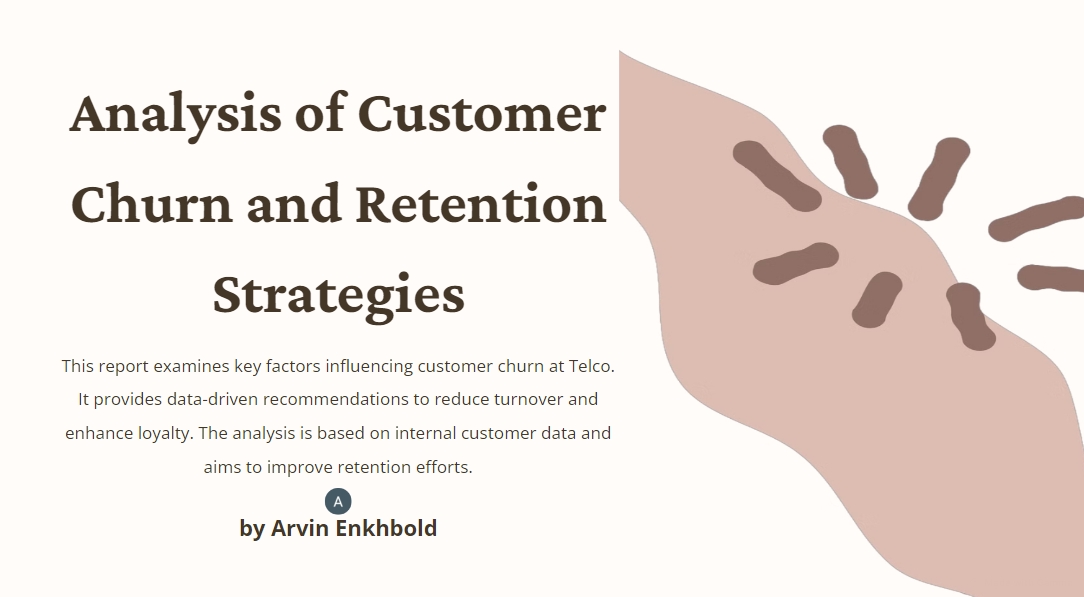 Analysis of Customer
Churn and Retention
Strategies
This report examines key factors influencing customer churn at Telco.
It provides data-driven recommendations to reduce turnover and
enhance loyalty. The analysis is based on internal customer data and
aims to improve retention efforts.
A
by Arvin Enkhbold